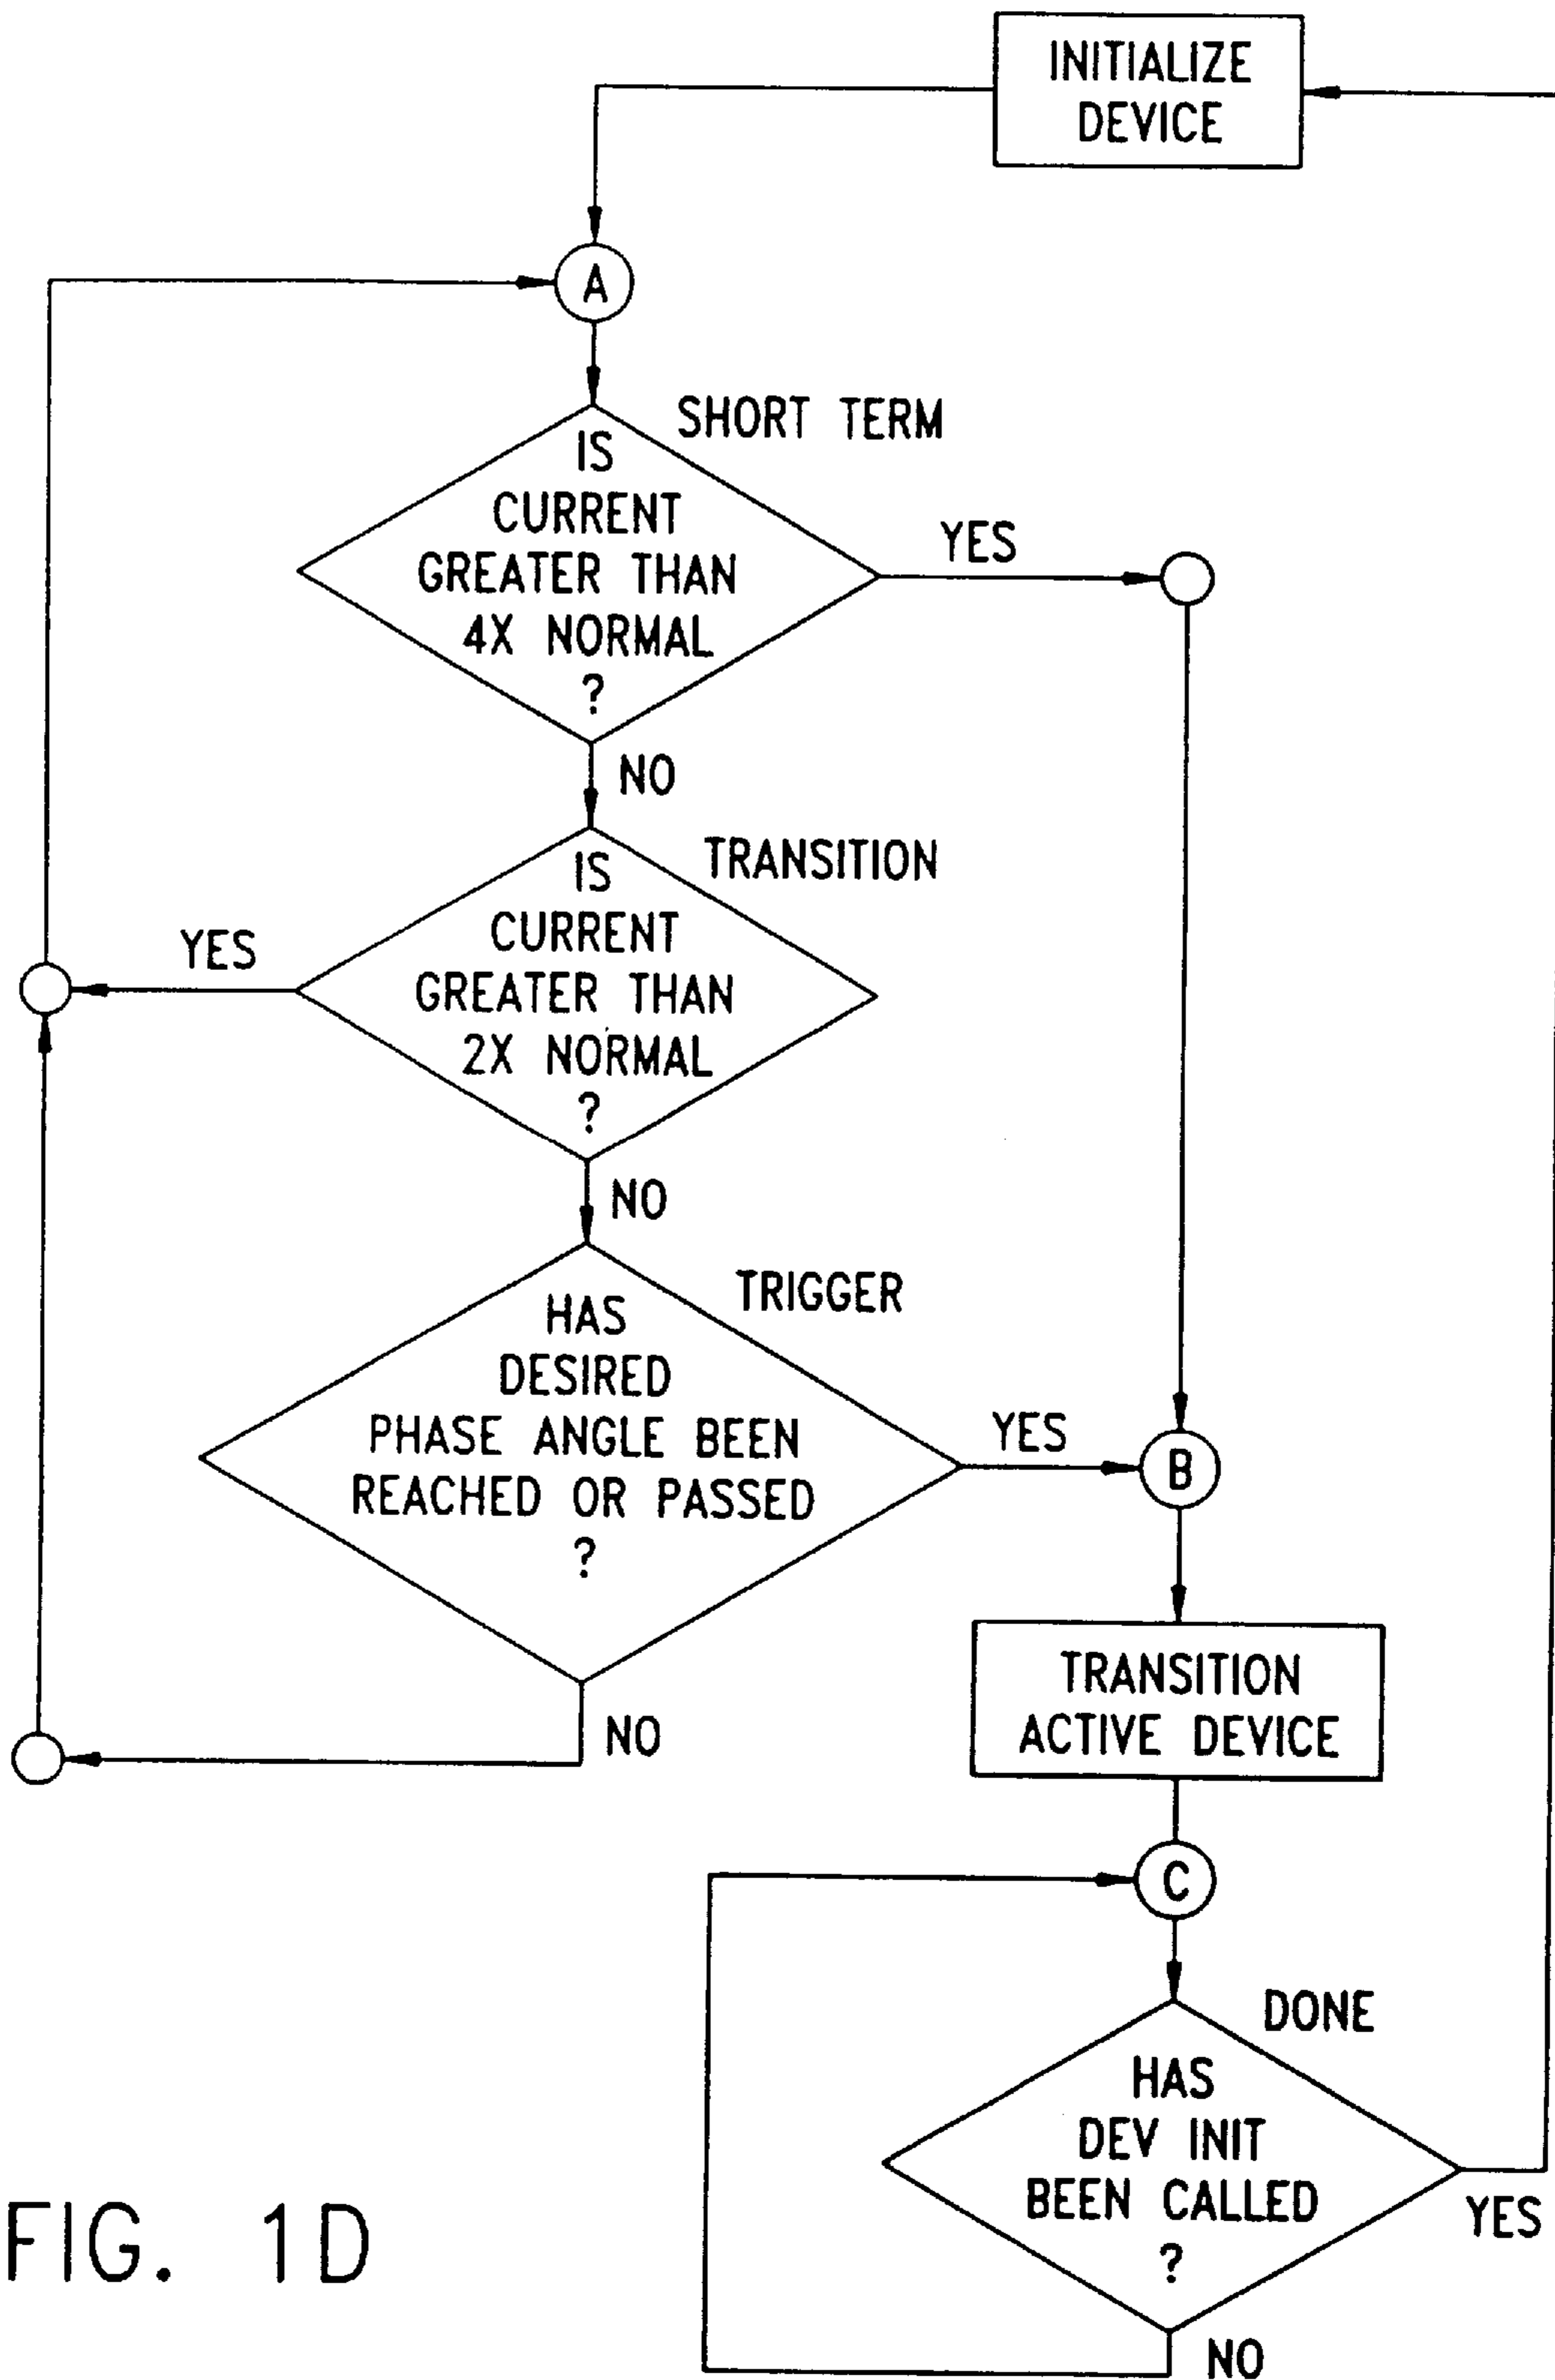 INITIALIZE
DEVICE
A
SHORT TERM
IS
CURRENT
GREATER THAN
4X NORMAL
?
YES
NO
TRANSITION
IS
CURRENT
GREATER THAN
2X NORMAL
?
YES
NO
TRIGGER
HAS
DESIRED
PHASE ANGLE BEEN
REACHED OR PASSED
?
YES
B
NO
TRANSITION
ACTIVE DEVICE
C
DONE
HAS
DEV INIT
BEEN CALLED
?
YES
NO
FIG. 1D